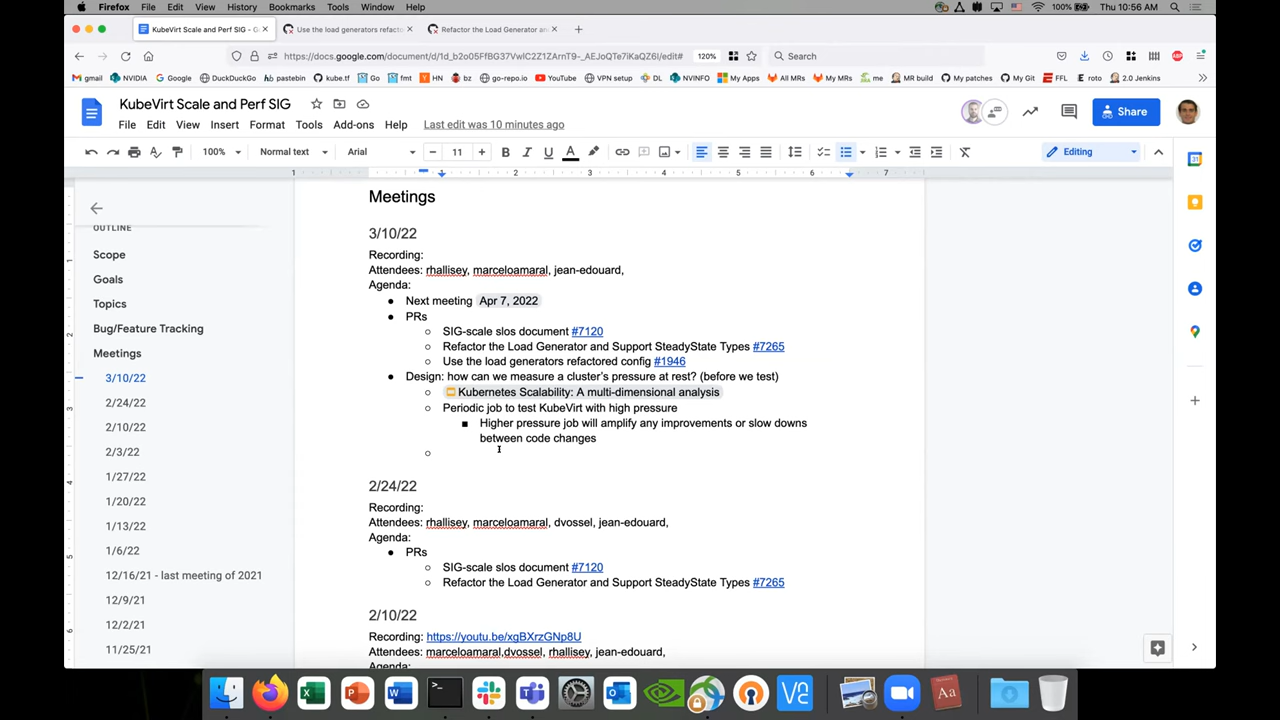 Firefox File Edit View History Bookmarks Tools Window Help 100% Thu 10:56 AM
KubeVirt Scale and Perf SIG - G Use the load generators refacto Refactor the Load Generator an
https://docs.google.com/document/d/1d_b2o05FfBG37VwlC2Z1ZArnT9-_AEJoQTe7iKaQZ6I/edit# 120% Search
gmail NVIDIA Google DuckDuckGo pastebin kube.tf Go fmt HN bz go-repo.io YouTube VPN setup DL NVINFO My Apps All MRs My MRs me MR build My patches My Git FFL roto 2.0 Jenkins
KubeVirt Scale and Perf SIG
Share
File Edit View Insert Format Tools Add-ons Help Last edit was 10 minutes ago
100% Normal text Arial 11 Editing
1 1 2 3 4 5 6 7
Meetings
OUTLINE
Scope
Goals
Topics
Bug/Feature Tracking
Meetings
3/10/22
2/24/22
2/10/22
2/3/22
1/27/22
1/20/22
1/13/22
1/6/22
12/16/21 - last meeting of 2021
12/9/21
12/2/21
11/25/21
3/10/22
Recording:
Attendees: rhallisey, marceloamaral, jean-edouard,
Agenda:
● Next meeting Apr 7, 2022
● PRs
○ SIG-scale slos document #7120
○ Refactor the Load Generator and Support SteadyState Types #7265
○ Use the load generators refactored config #1946
● Design: how can we measure a cluster's pressure at rest? (before we test)
○ Kubernetes Scalability: A multi-dimensional analysis
○ Periodic job to test KubeVirt with high pressure
■ Higher pressure job will amplify any improvements or slow downs
between code changes
○
2/24/22
Recording:
Attendees: rhallisey, marceloamaral, dvossel, jean-edouard,
Agenda:
● PRs
○ SIG-scale slos document #7120
○ Refactor the Load Generator and Support SteadyState Types #7265
2/10/22
Recording: https://youtu.be/xgBXrzGNp8U
Attendees: marceloamaral,dvossel, rhallisey, jean-edouard,
Agenda: